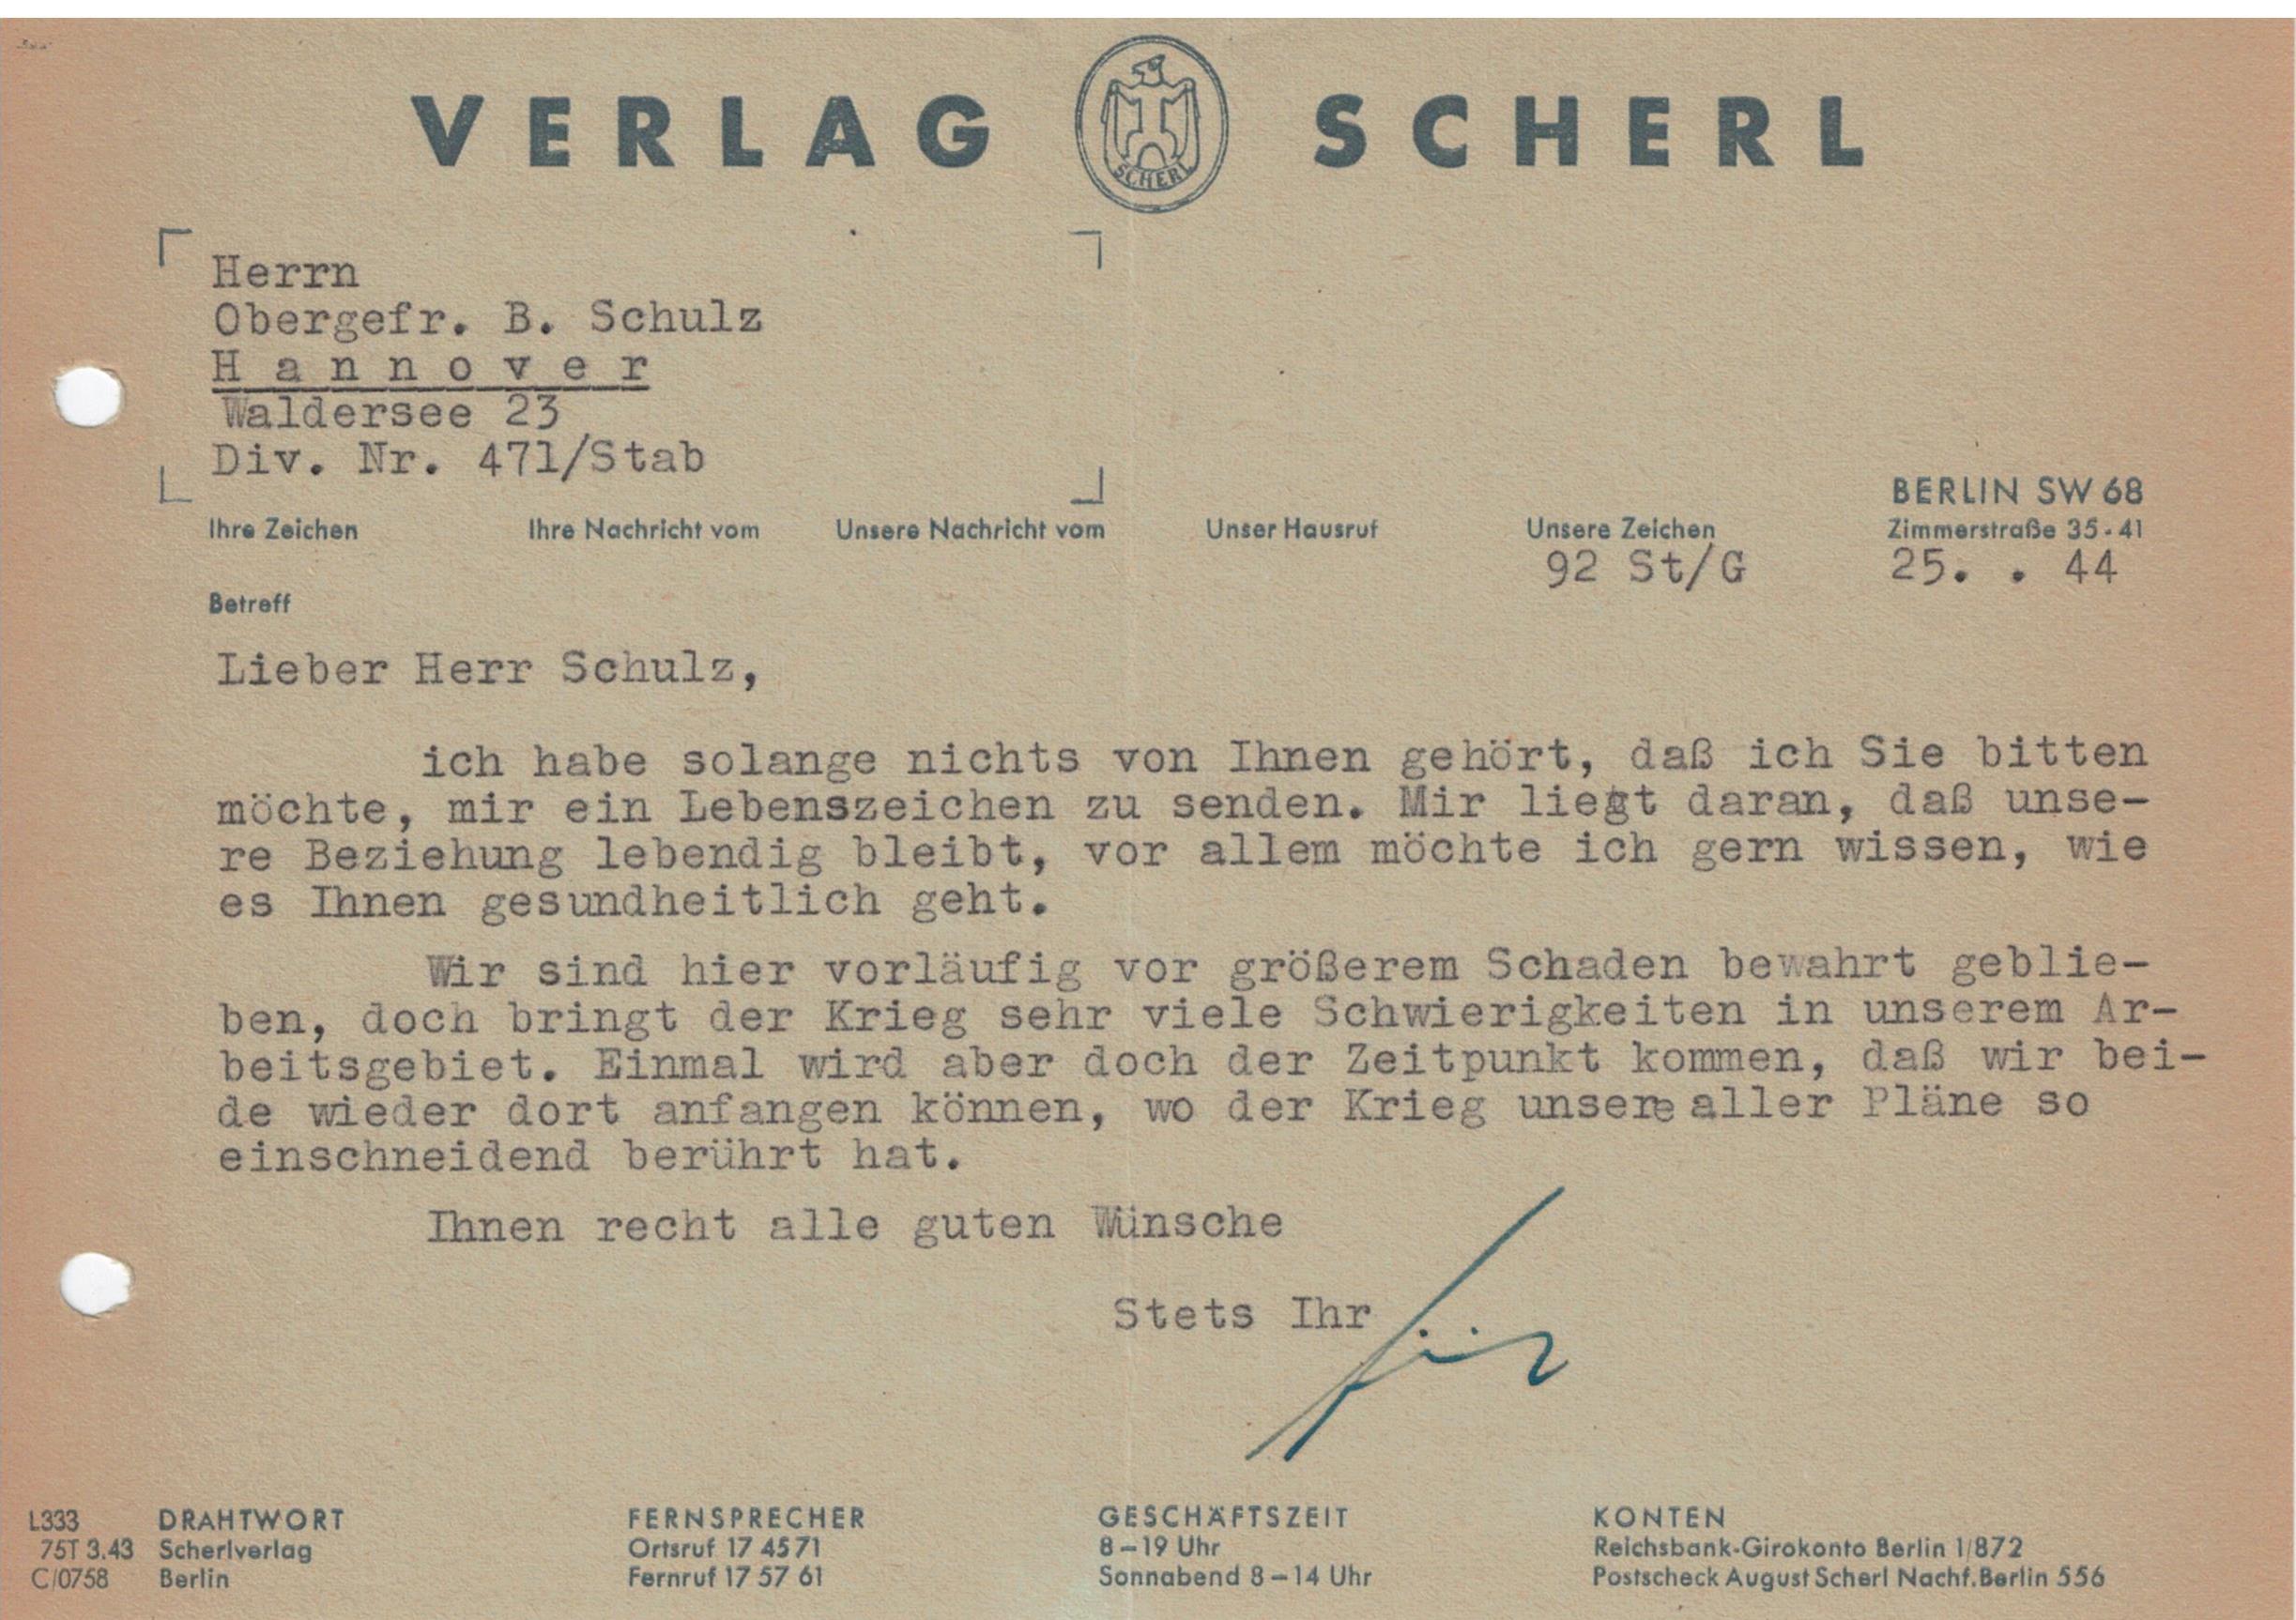 VERLAG SCHERL
SCHERL
Herrn
Obergefr. B. Schulz
Hannover
Waldersee 23
Div. Nr. 471/Stab
BERLIN SW 68
Ihre Zeichen Ihre Nachricht vom Unsere Nachricht vom Unser Hausruf Unsere Zeichen Zimmerstraße 35-41
92 St/G 25. . 44
Betreff
Lieber Herr Schulz,
ich habe solange nichts von Ihnen gehört, daß ich Sie bitten
möchte, mir ein Lebenszeichen zu senden. Mir liegt daran, daß unse-
re Beziehung lebendig bleibt, vor allem möchte ich gern wissen, wie
es Ihnen gesundheitlich geht.
Wir sind hier vorläufig vor größerem Schaden bewahrt geblie-
ben, doch bringt der Krieg sehr viele Schwierigkeiten in unserem Ar-
beitsgebiet. Einmal wird aber doch der Zeitpunkt kommen, daß wir bei-
de wieder dort anfangen können, wo der Krieg unsere aller Pläne so
einschneidend berührt hat.
Ihnen recht alle guten Wünsche
Stets Ihr
L333 DRAHTWORT FERNSPRECHER GESCHÄFTSZEIT KONTEN
75T 3.43 Scherlverlag Ortsruf 17 45 71 8–19 Uhr Reichsbank-Girokonto Berlin 1/872
C/0758 Berlin Fernruf 17 57 61 Sonnabend 8–14 Uhr Postscheck August Scherl Nachf. Berlin 556